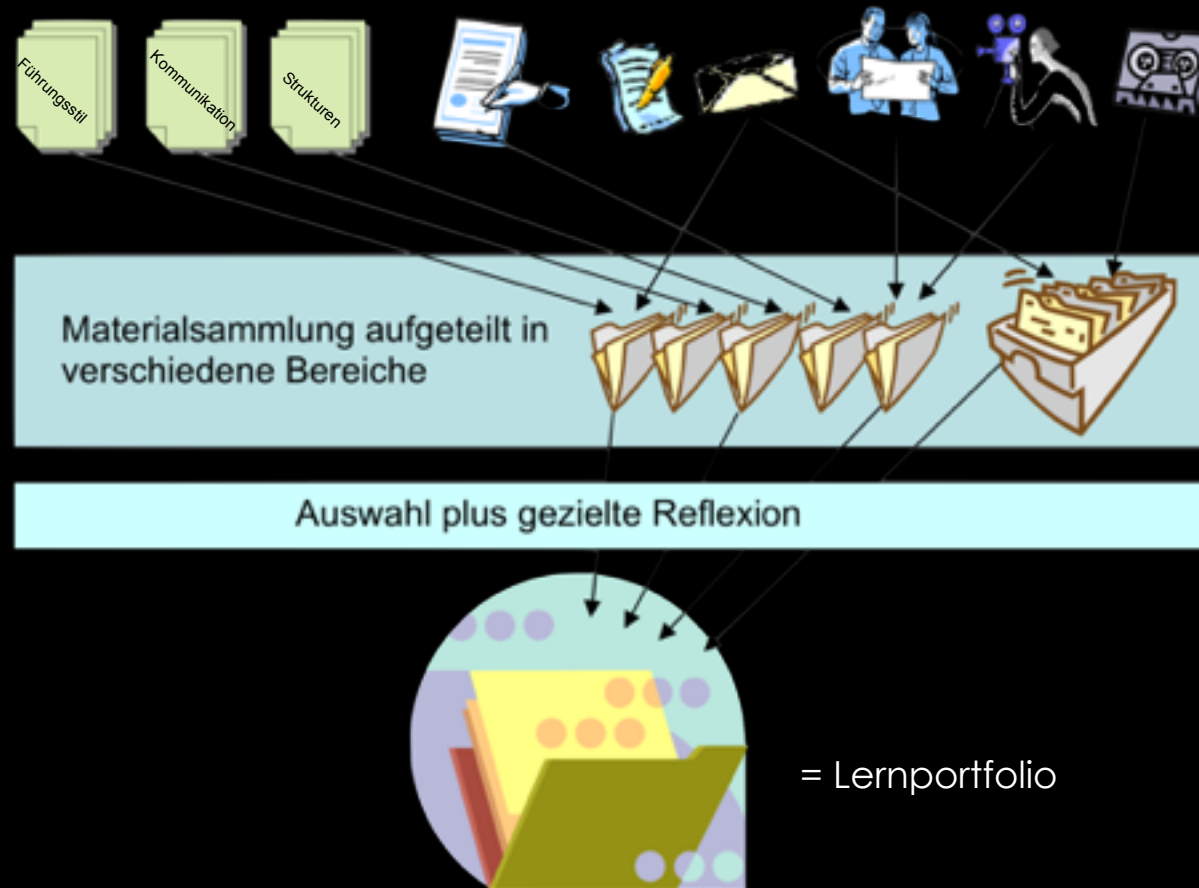 Führungsstil
Kommunikation
Strukturen
Materialsammlung aufgeteilt in
verschiedene Bereiche
Auswahl plus gezielte Reflexion
= Lernportfolio